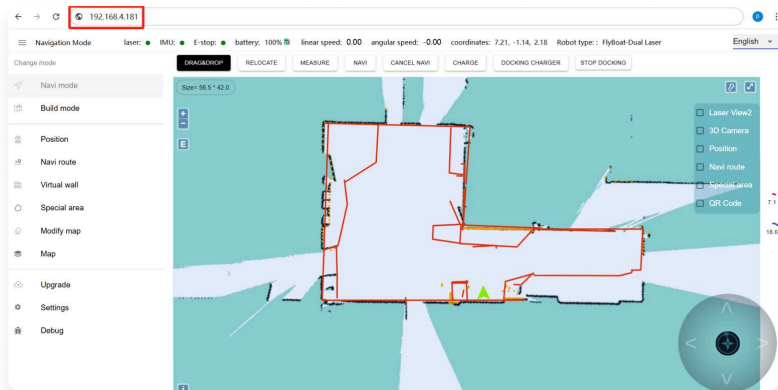 192.168.4.181
Navigation Mode
laser:
IMU:
E-stop:
battery: 100%
linear speed: 0.00
angular speed: -0.00
coordinates: 7.21, -1.14, 2.18
Robot type: : FlyBoat-Dual Laser
English
Change mode
DRAG&DROP
RELOCATE
MEASURE
NAVI
CANCEL NAVI
CHARGE
DOCKING CHARGER
STOP DOCKING
Navi mode
Build mode
Position
Navi route
Virtual wall
Special area
Modify map
Map
Upgrade
Settings
Debug
Size= 56.5 * 42.0
E
Laser View2
3D Camera
Position
Navi route
Special area
QR Code
7.1
18.6